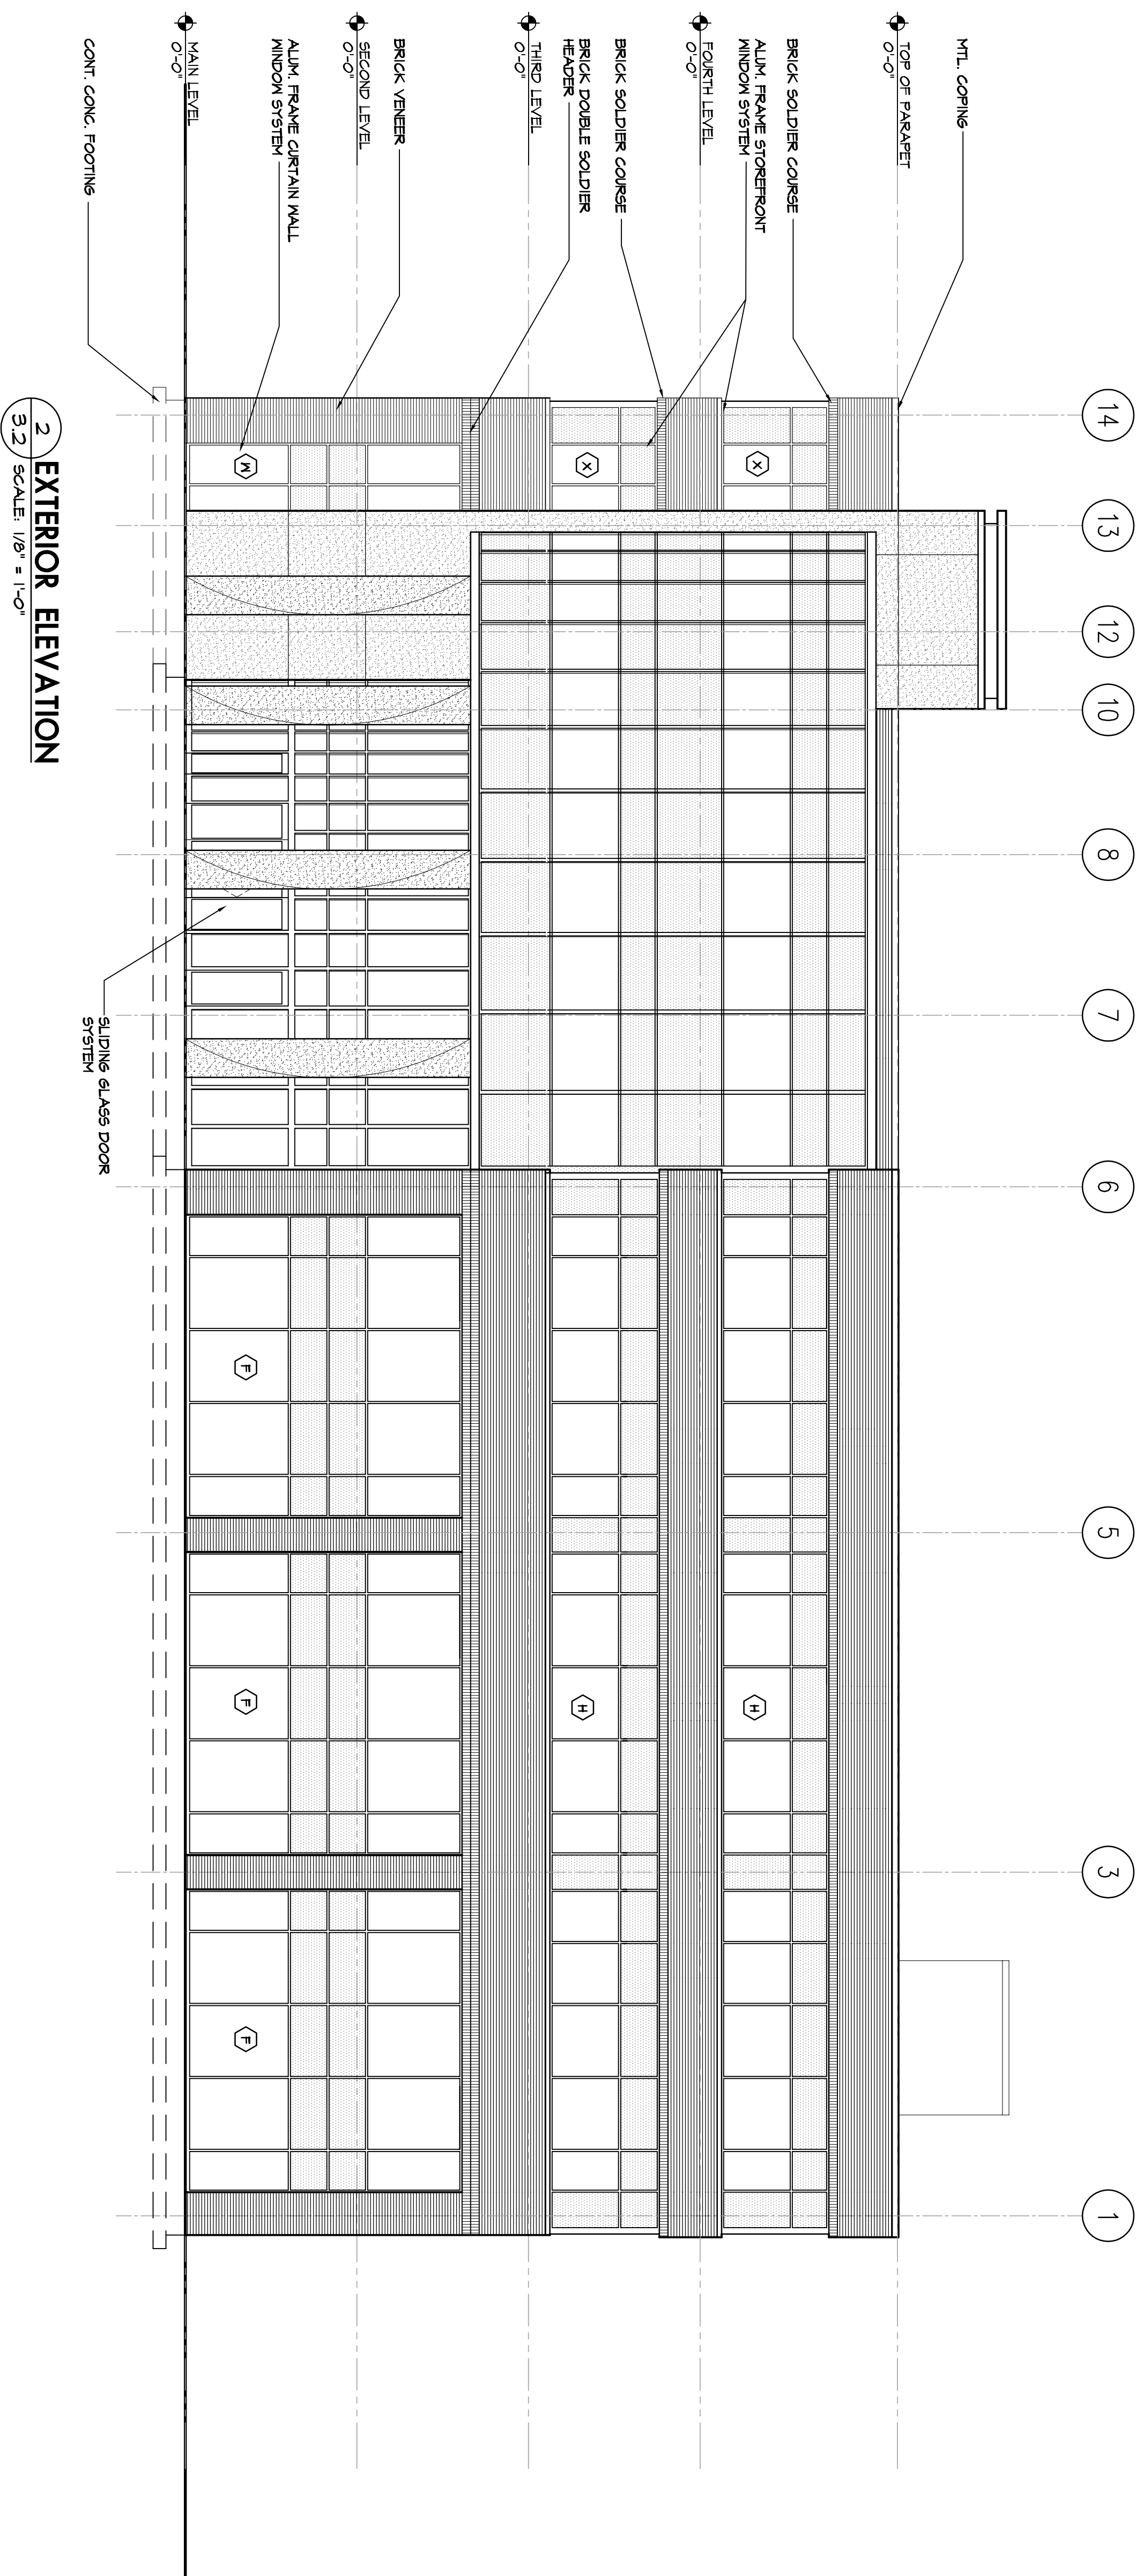 14
13
12
10
8
7
6
5
3
1
MTL. COPING
TOP OF PARAPET
0'-0"
BRICK SOLDIER COURSE
ALUM. FRAME STOREFRONT
WINDOW SYSTEM
FOURTH LEVEL
0'-0"
BRICK SOLDIER COURSE
BRICK DOUBLE SOLDIER
HEADER
THIRD LEVEL
0'-0"
BRICK VENEER
SECOND LEVEL
0'-0"
ALUM. FRAME CURTAIN WALL
WINDOW SYSTEM
MAIN LEVEL
0'-0"
CONT. CONC. FOOTING
X
H
X
H
W
F
F
F
SLIDING GLASS DOOR
SYSTEM
2
3.2
EXTERIOR ELEVATION
SCALE: 1/8" = 1'-0"